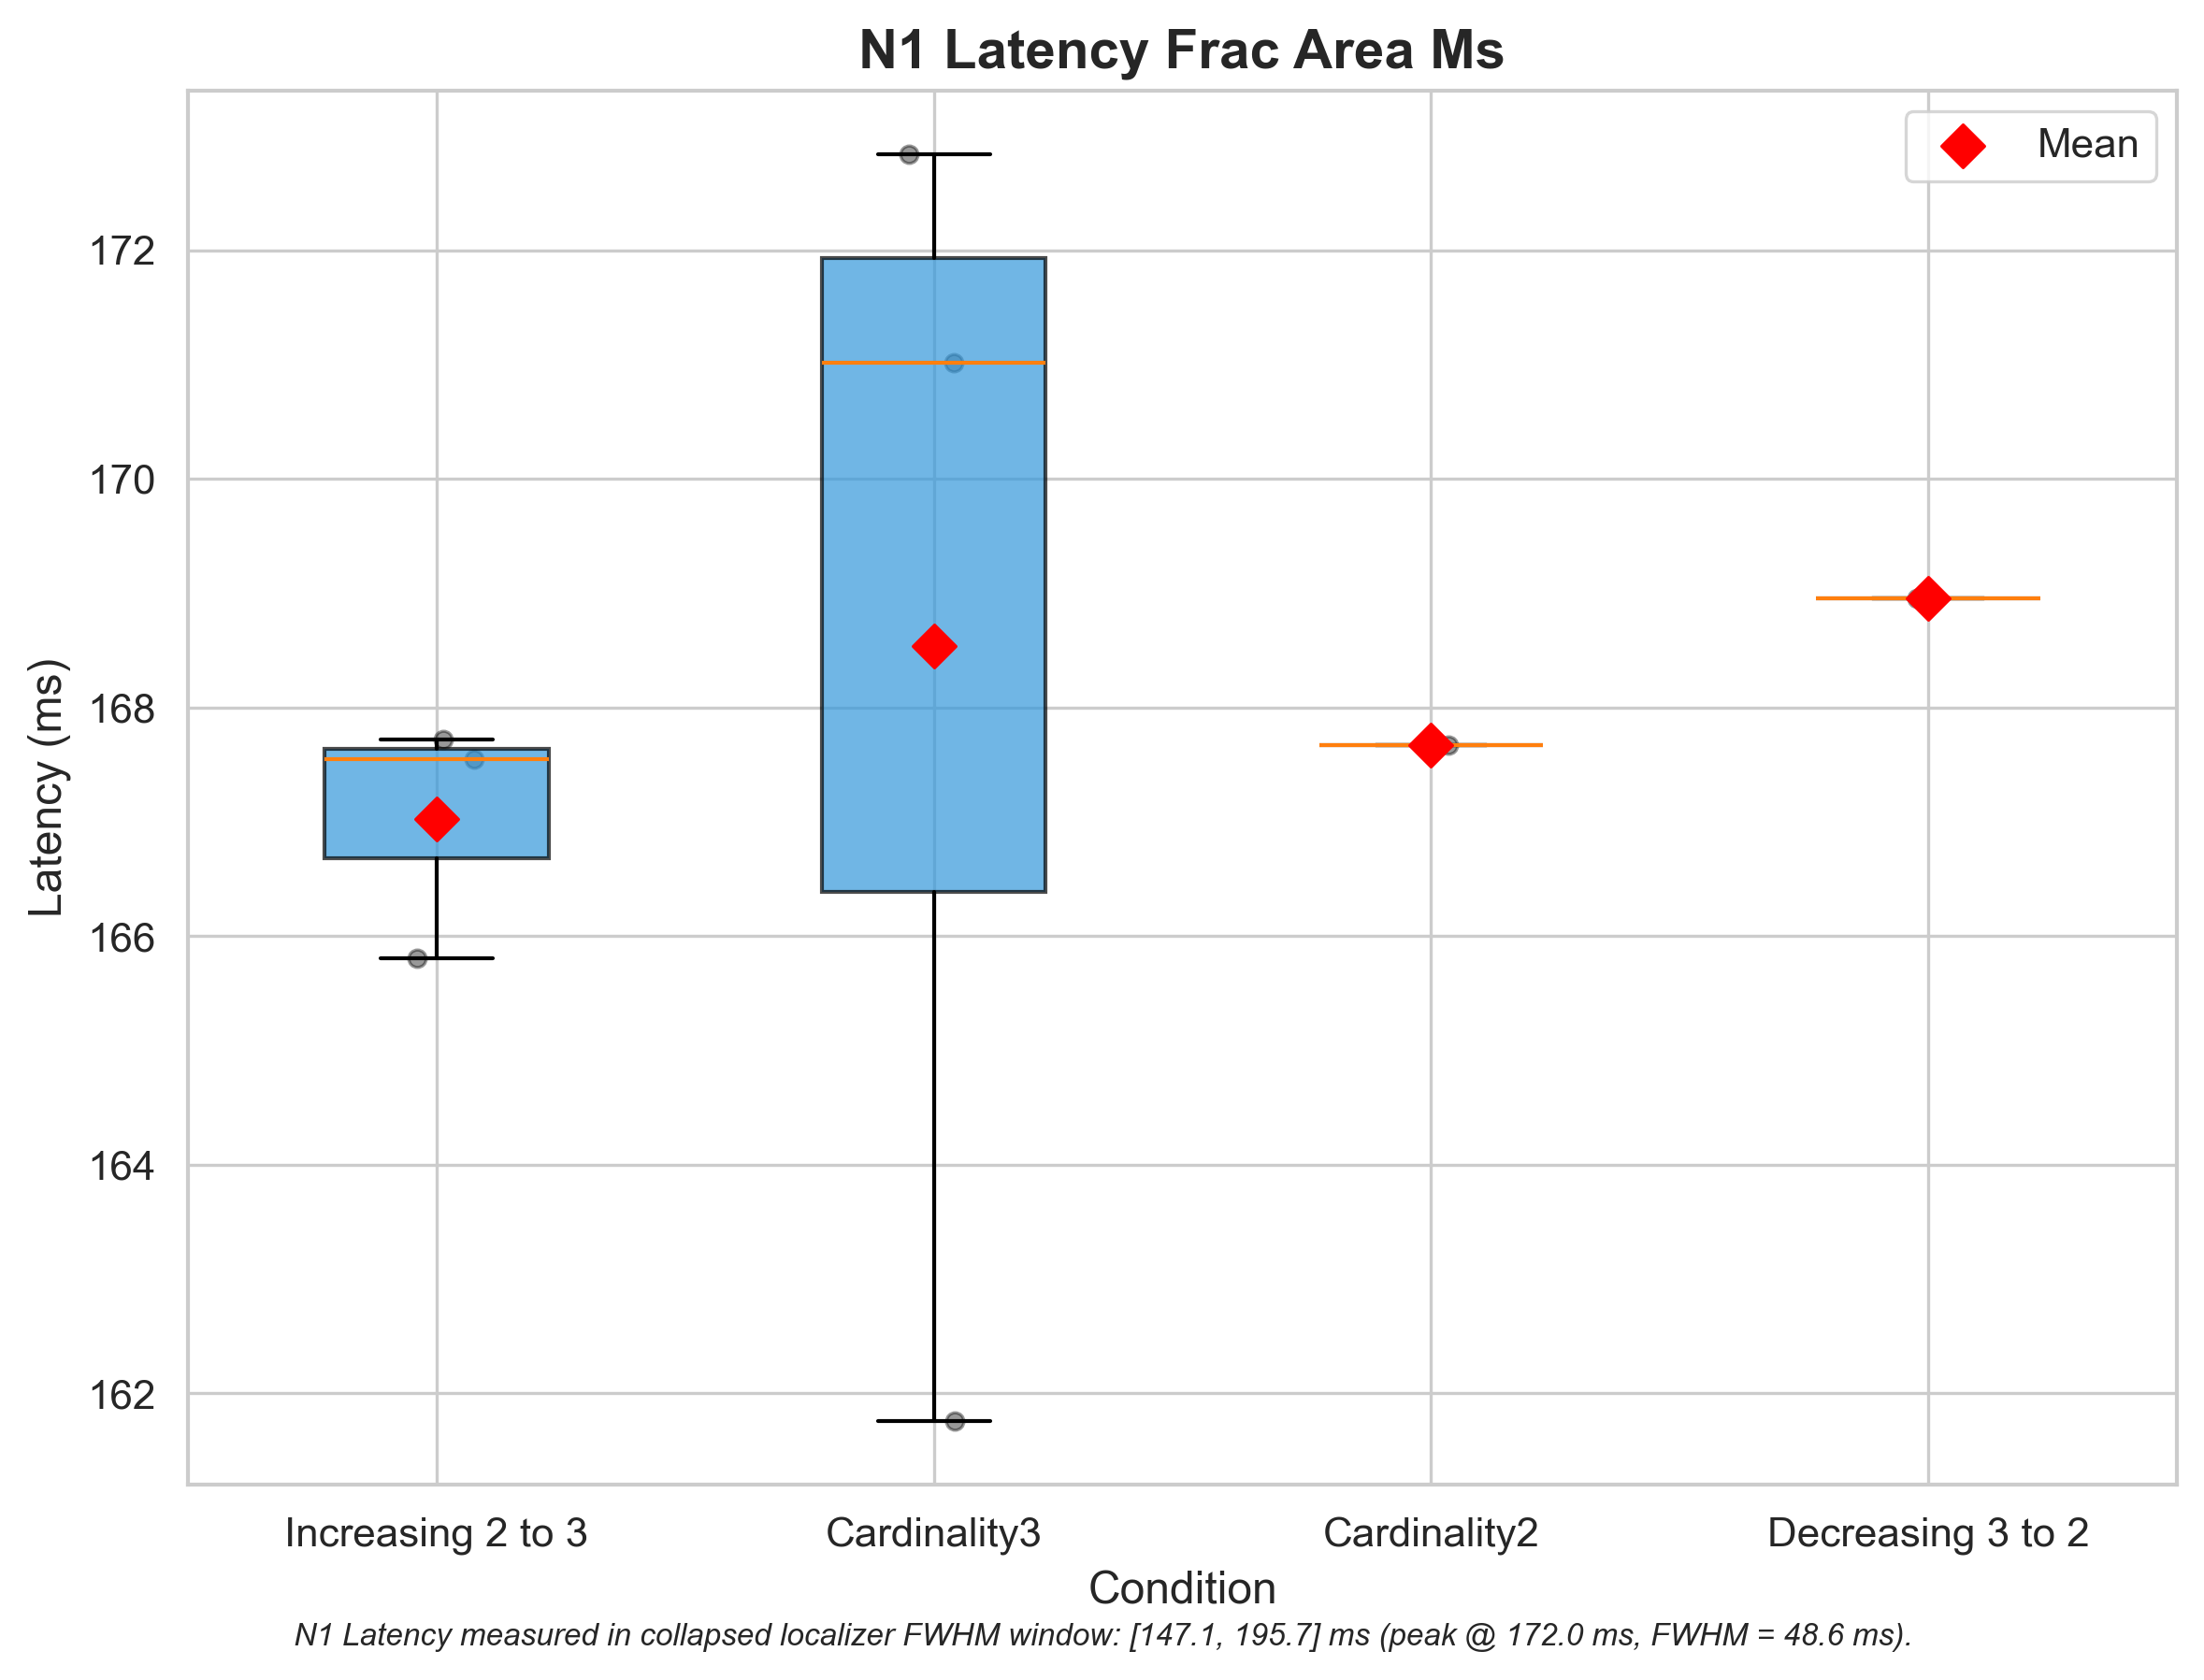 N1 Latency Frac Area Ms
Mean
172
170
168
166
164
162
Latency (ms)
Increasing 2 to 3
Cardinality3
Cardinality2
Decreasing 3 to 2
Condition
N1 Latency measured in collapsed localizer FWHM window: [147.1, 195.7] ms (peak @ 172.0 ms, FWHM = 48.6 ms).